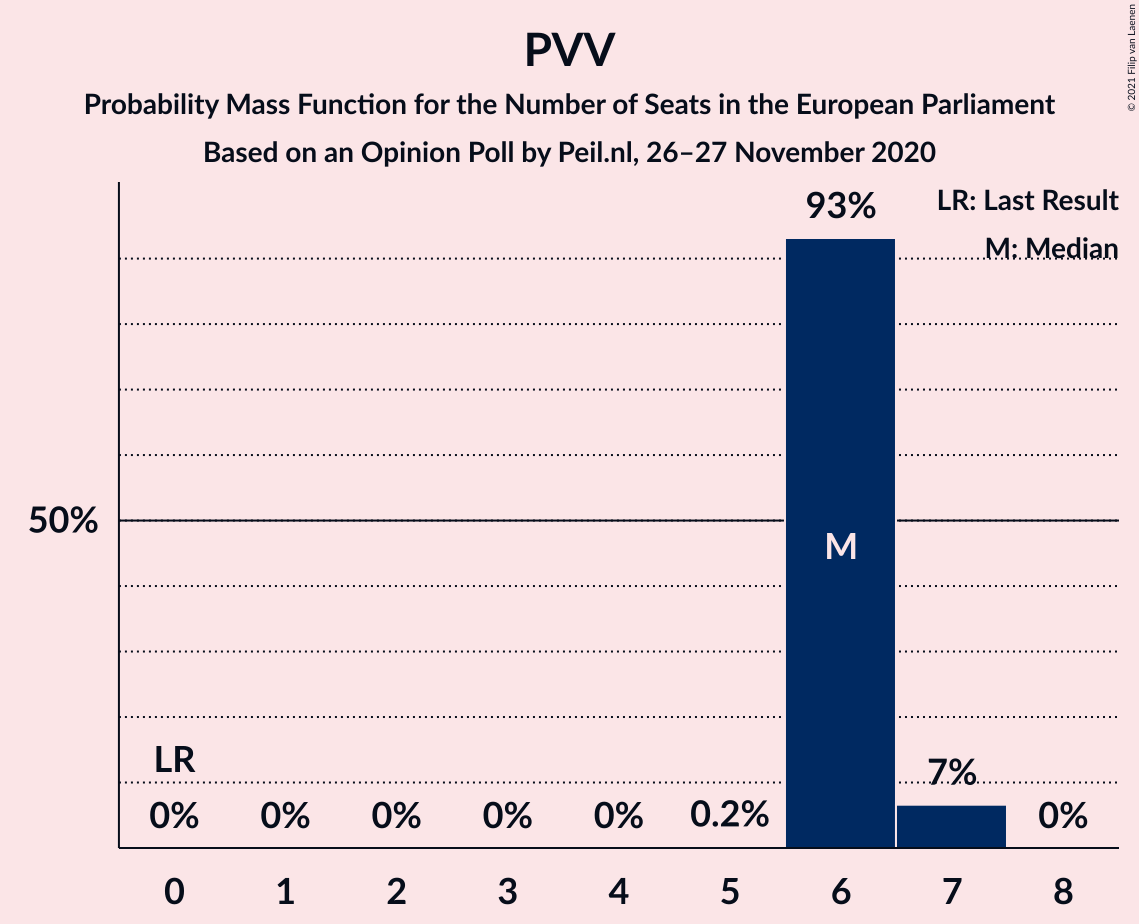 PVV
Probability Mass Function for the Number of Seats in the European Parliament
Based on an Opinion Poll by Peil.nl, 26–27 November 2020
© 2021 Filip van Laenen
LR: Last Result
M: Median
93%
50%
M
LR
7%
0% 0% 0% 0% 0% 0.2% 0%
0 1 2 3 4 5 6 7 8